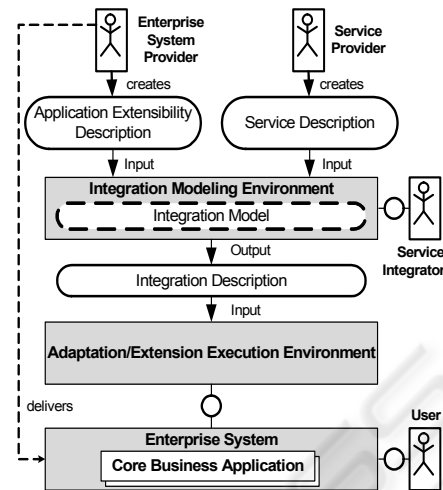 Enterprise
System
Provider
Service
Provider
creates
creates
Application Extensibility
Description
Service Description
Input
Input
Integration Modeling Environment
Integration Model
Output
Service
Integrator
Integration Description
Input
Adaptation/Extension Execution Environment
delivers
User
Enterprise System
Core Business Application